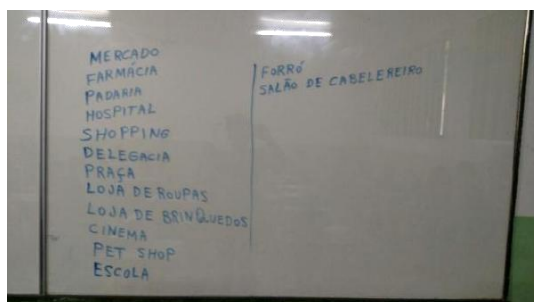 MERCADO
FARMÁCIA
PADARIA
HOSPITAL
SHOPPING
DELEGACIA
PRAÇA
LOJA DE ROUPAS
LOJA DE BRINQUEDOS
CINEMA
PET SHOP
ESCOLA
FORRÓ
SALÃO DE CABELEREIRO